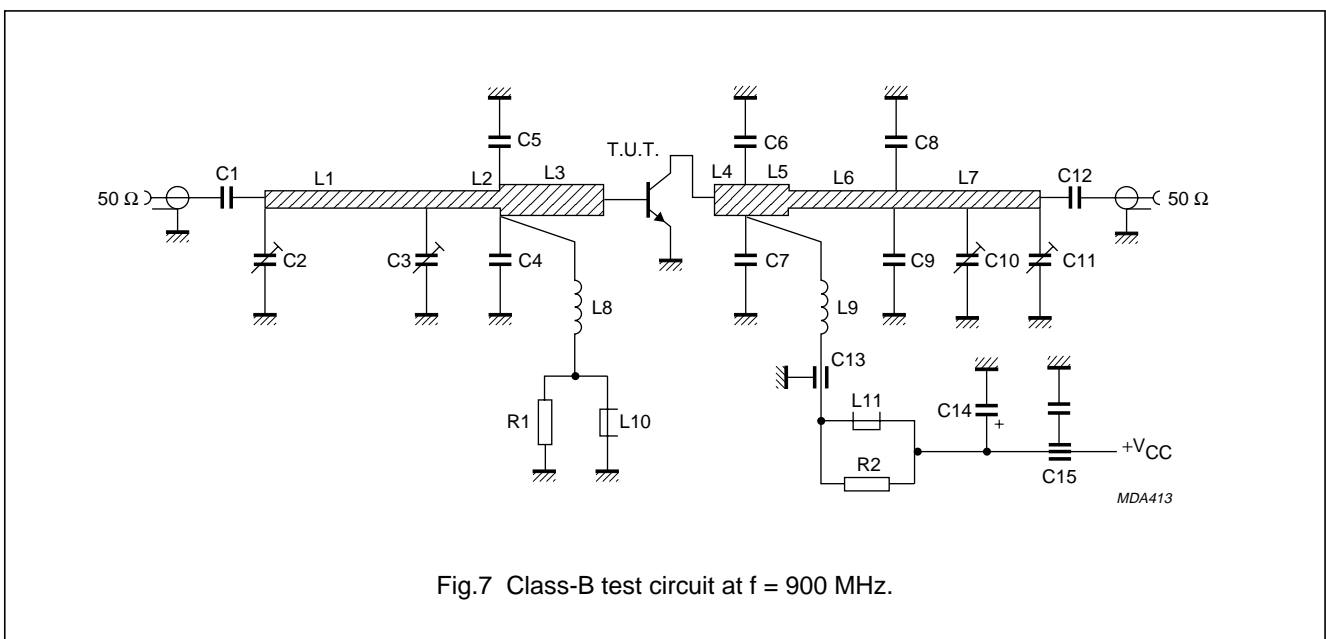 C5
C6
C8
T.U.T.
L1
L2
L3
L4
L5
L6
L7
C1
C12
50 Ω
50 Ω
C2
C3
C4
C7
C9
C10
C11
L8
L9
C13
R1
L10
L11
C14
+
R2
+VCC
C15
MDA413
Fig.7 Class-B test circuit at f = 900 MHz.